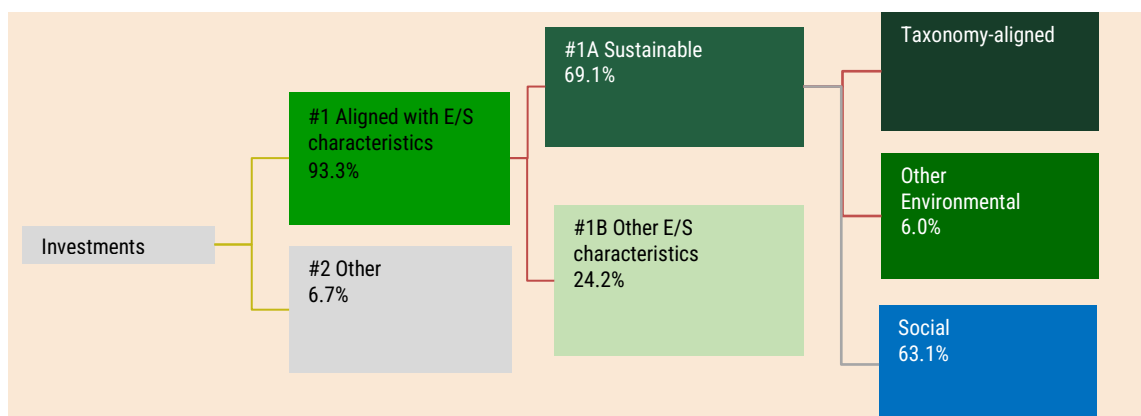 Investments
#1 Aligned with E/S
characteristics
93.3%
#2 Other
6.7%
#1A Sustainable
69.1%
#1B Other E/S
characteristics
24.2%
Taxonomy-aligned
Other
Environmental
6.0%
Social
63.1%